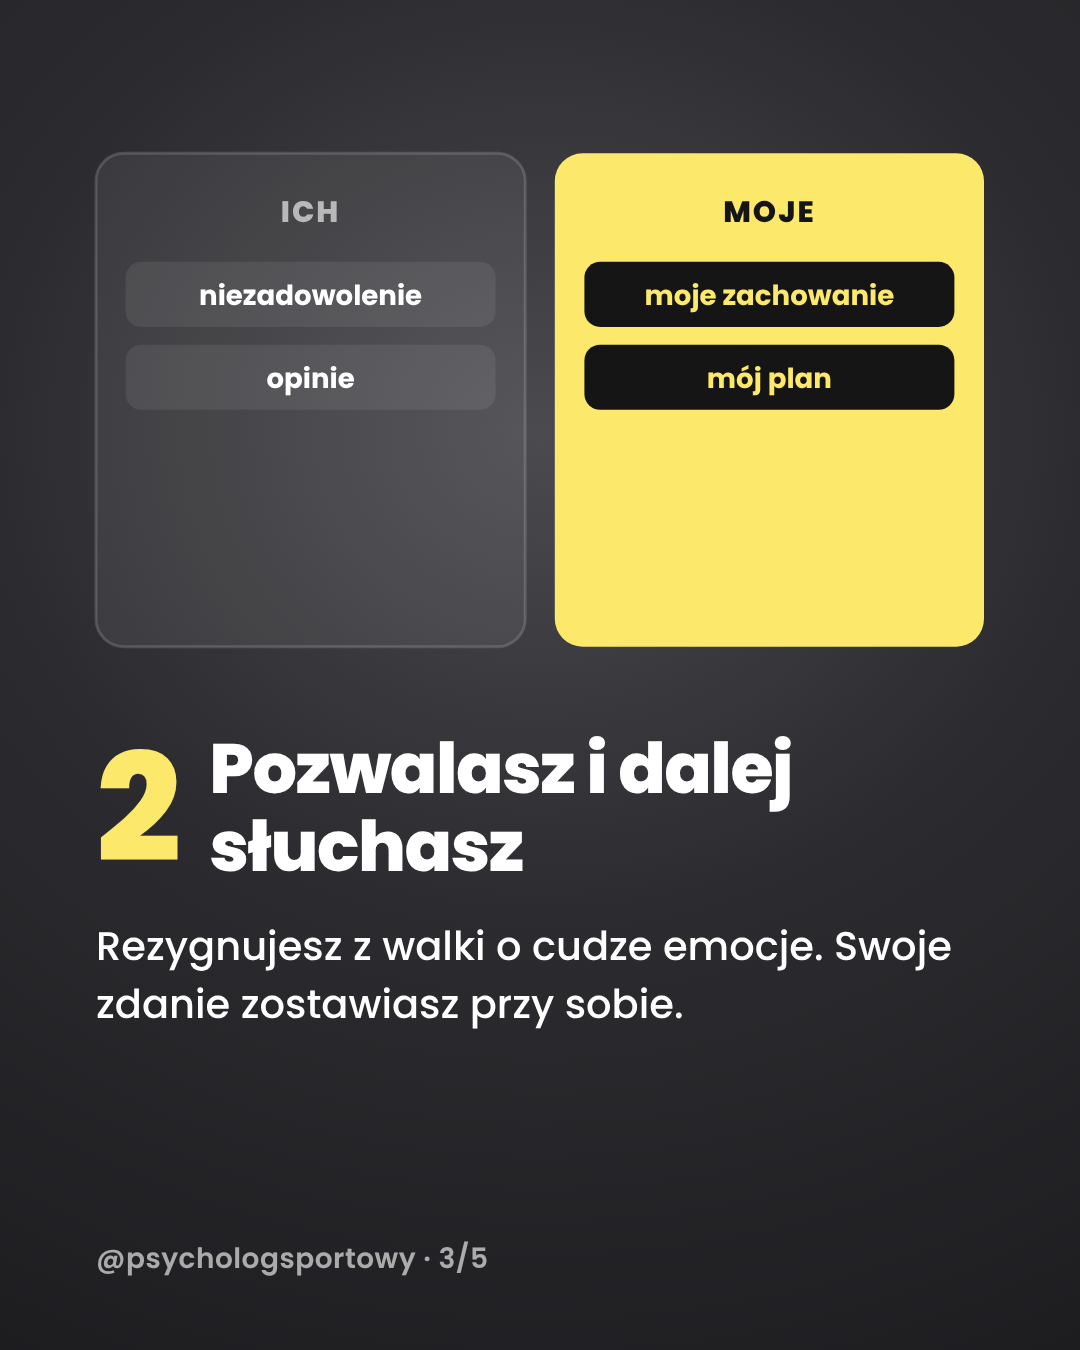 ICH
niezadowolenie
opinie
MOJE
moje zachowanie
mój plan
2
Pozwalasz i dalej
słuchasz
Rezygnujesz z walki o cudze emocje. Swoje
zdanie zostawiasz przy sobie.
@psychologsportowy · 3/5